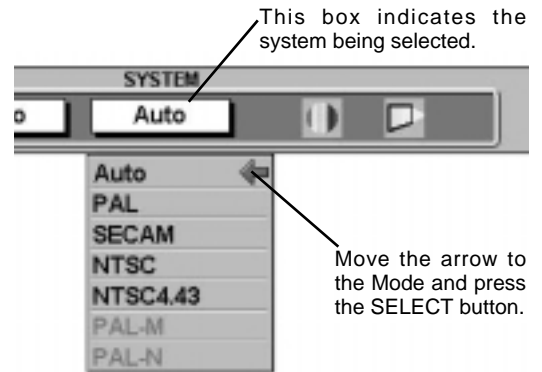 This box indicates the
system being selected.
SYSTEM
o
Auto
Auto
PAL
SECAM
NTSC
NTSC4.43
PAL-M
PAL-N
Move the arrow to
the Mode and press
the SELECT button.